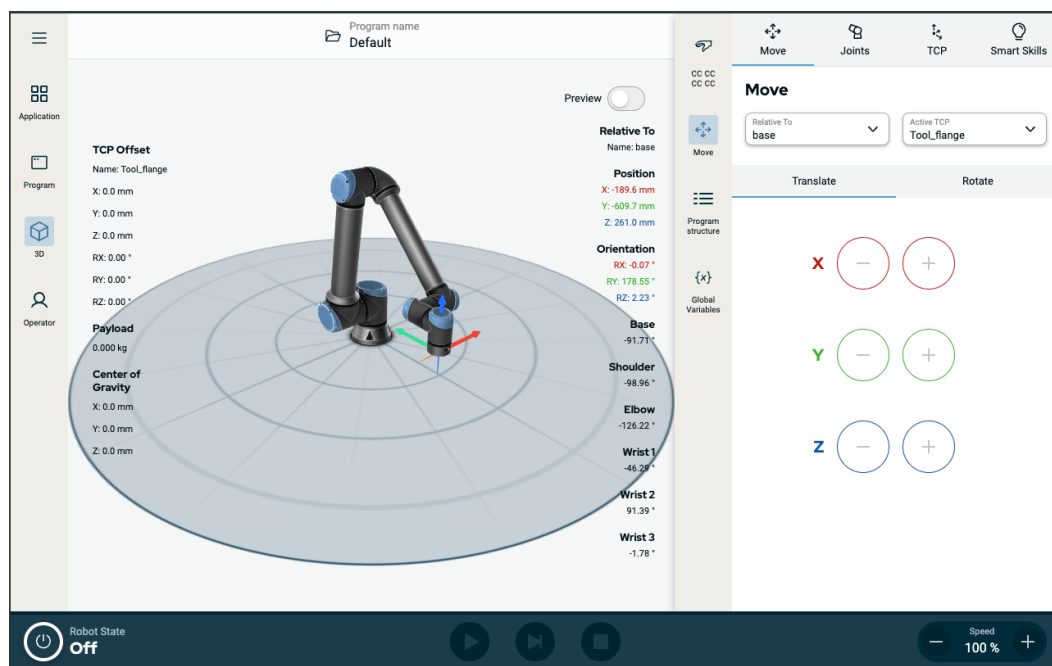 Program name
Default
Application
Program
3D
Operator
Preview
TCP Offset
Name: Tool_flange
X: 0.0 mm
Y: 0.0 mm
Z: 0.0 mm
RX: 0.00 °
RY: 0.00 °
RZ: 0.00 °
Payload
0.000 kg
Center of
Gravity
X: 0.0 mm
Y: 0.0 mm
Z: 0.0 mm
Relative To
Name: base
Position
X: -189.6 mm
Y: -609.7 mm
Z: 261.0 mm
Orientation
RX: -0.07 °
RY: 178.55 °
RZ: 2.23 °
Base
-91.71 °
Shoulder
-98.96 °
Elbow
-126.22 °
Wrist 1
-46.29 °
Wrist 2
91.39 °
Wrist 3
-1.78 °
CC CC
CC CC
Move
Program
structure
{x}
Global
Variables
Move
Joints
TCP
Smart Skills
Move
Relative To
base
Active TCP
Tool_flange
Translate
Rotate
X − +
Y − +
Z − +
Robot State
Off
Speed
− 100 % +